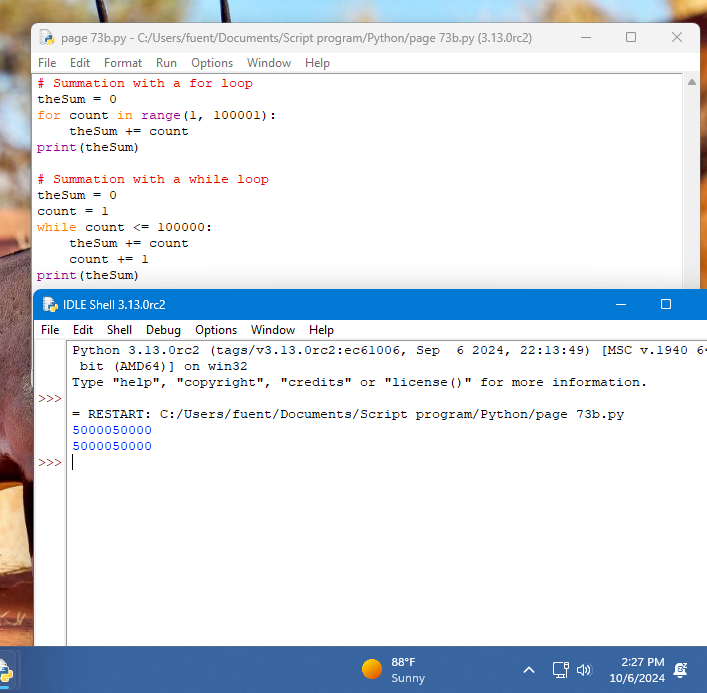 page 73b.py - C:/Users/fuent/Documents/Script program/Python/page 73b.py (3.13.0rc2)
File Edit Format Run Options Window Help
# Summation with a for loop
theSum = 0
for count in range(1, 100001):
    theSum += count
print(theSum)
# Summation with a while loop
theSum = 0
count = 1
while count <= 100000:
    theSum += count
    count += 1
print(theSum)
IDLE Shell 3.13.0rc2
File Edit Shell Debug Options Window Help
Python 3.13.0rc2 (tags/v3.13.0rc2:ec61006, Sep  6 2024, 22:13:49) [MSC v.1940 64
 bit (AMD64)] on win32
Type "help", "copyright", "credits" or "license()" for more information.
>>>
= RESTART: C:/Users/fuent/Documents/Script program/Python/page 73b.py
5000050000
5000050000
>>>
88°F
Sunny
2:27 PM
10/6/2024